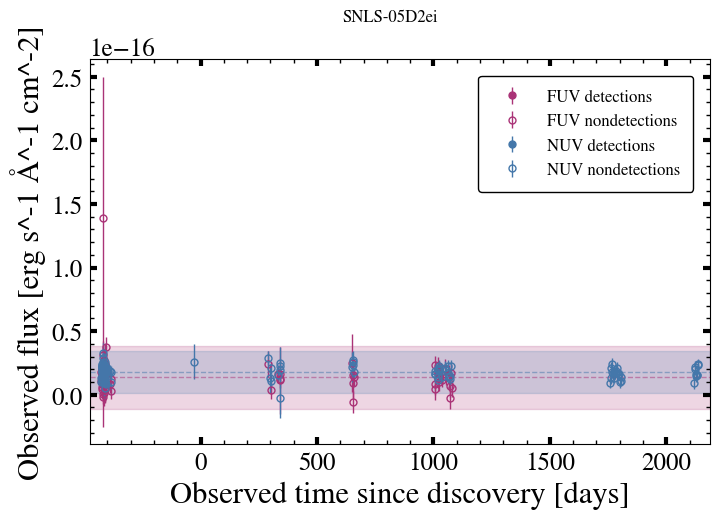 SNLS-05D2ei
1e−16
2.5
2.0
1.5
1.0
0.5
0.0
Observed flux [erg s^-1 Å^-1 cm^-2]
FUV detections
FUV nondetections
NUV detections
NUV nondetections
0
500
1000
1500
2000
Observed time since discovery [days]